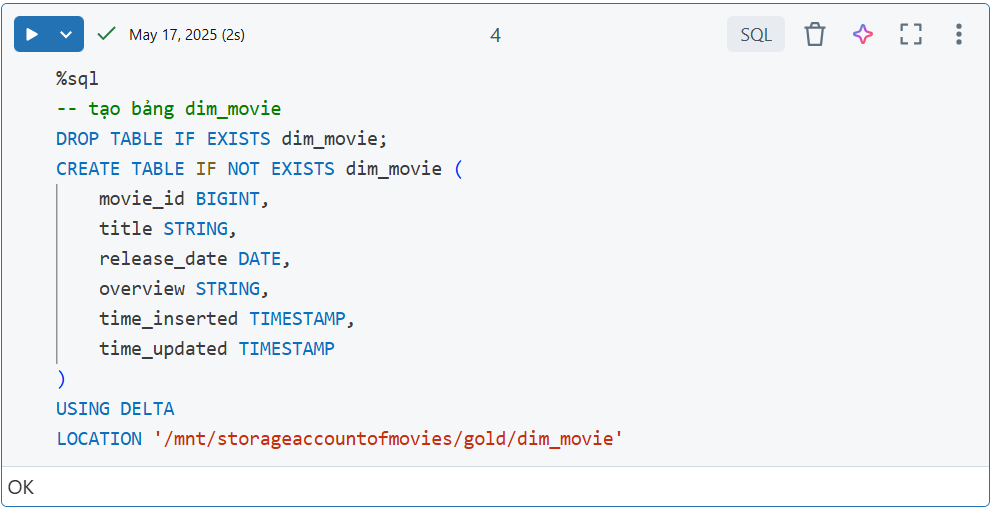 May 17, 2025 (2s)
4
SQL
%sql
-- tạo bảng dim_movie
DROP TABLE IF EXISTS dim_movie;
CREATE TABLE IF NOT EXISTS dim_movie (
    movie_id BIGINT,
    title STRING,
    release_date DATE,
    overview STRING,
    time_inserted TIMESTAMP,
    time_updated TIMESTAMP
)
USING DELTA
LOCATION '/mnt/storageaccountofmovies/gold/dim_movie'
OK